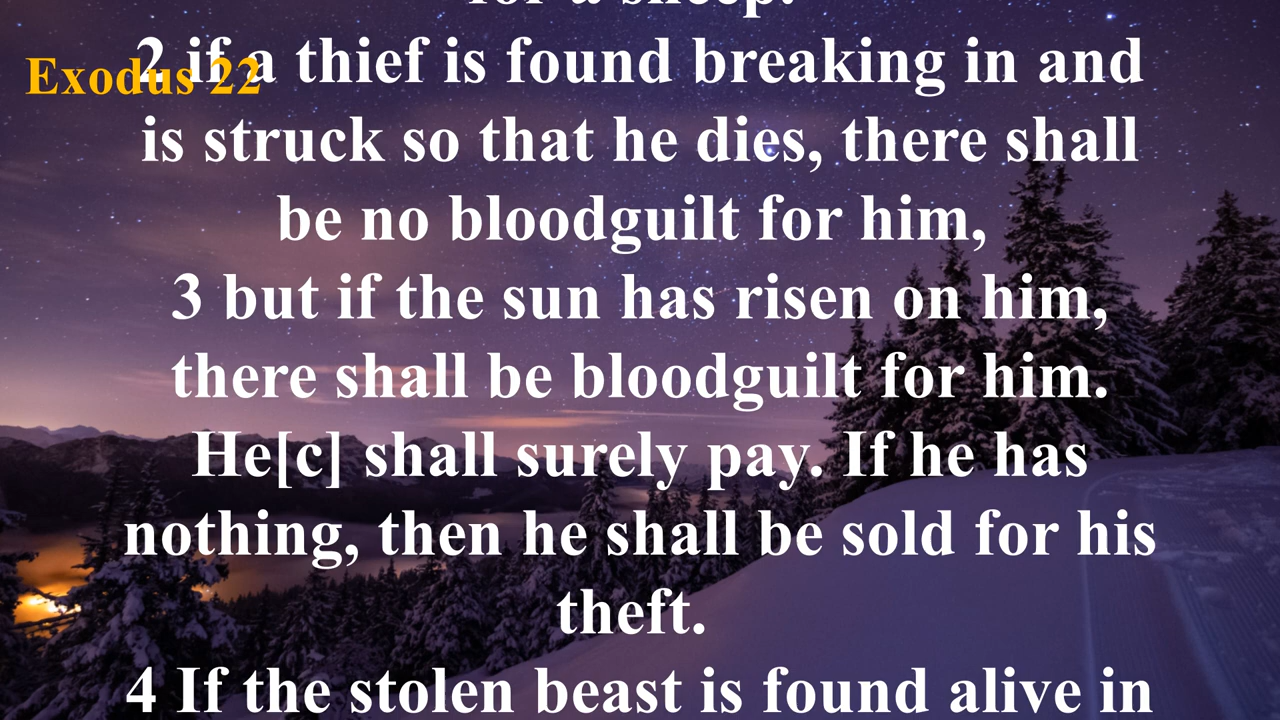 for a sheep.
Exodus 22
2 if a thief is found breaking in and
is struck so that he dies, there shall
be no bloodguilt for him,
3 but if the sun has risen on him,
there shall be bloodguilt for him.
He[c] shall surely pay. If he has
nothing, then he shall be sold for his
theft.
4 If the stolen beast is found alive in